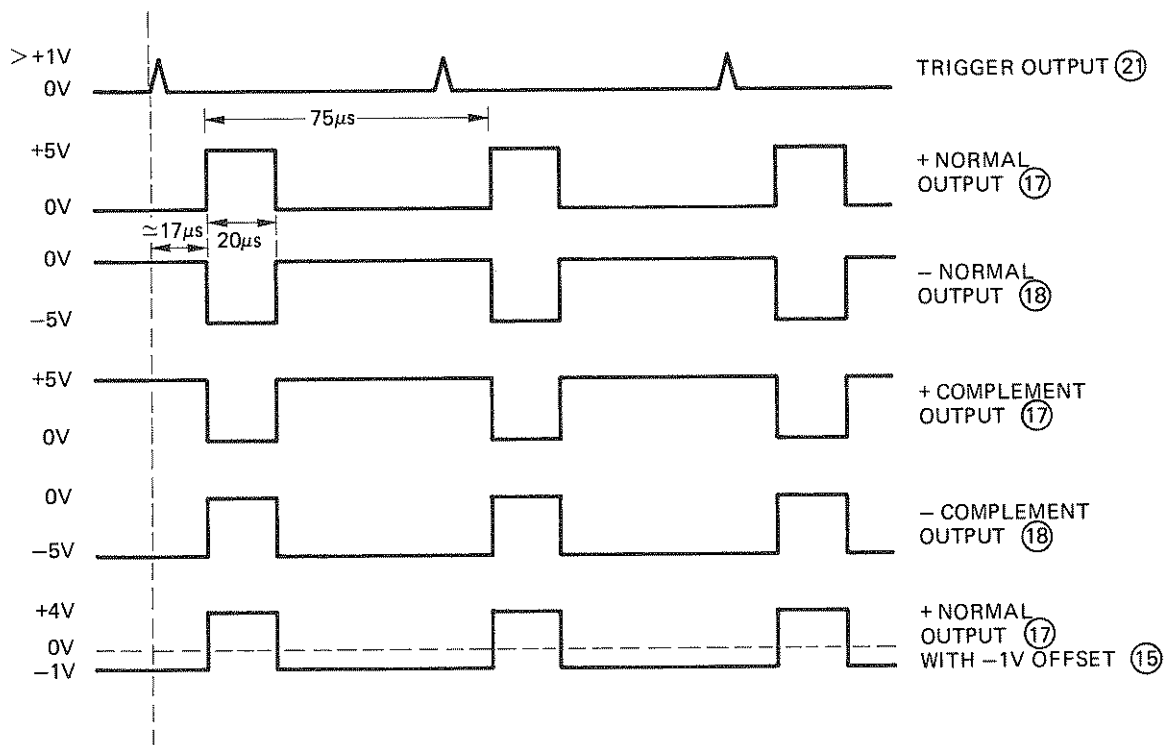 > +1V
0V
TRIGGER OUTPUT 21
75μs
+5V
0V
+ NORMAL
OUTPUT 17
≃17μs
20μs
0V
−5V
− NORMAL
OUTPUT 18
+5V
0V
+ COMPLEMENT
OUTPUT 17
0V
−5V
− COMPLEMENT
OUTPUT 18
+4V
0V
−1V
+ NORMAL
OUTPUT 17
WITH −1V OFFSET 15